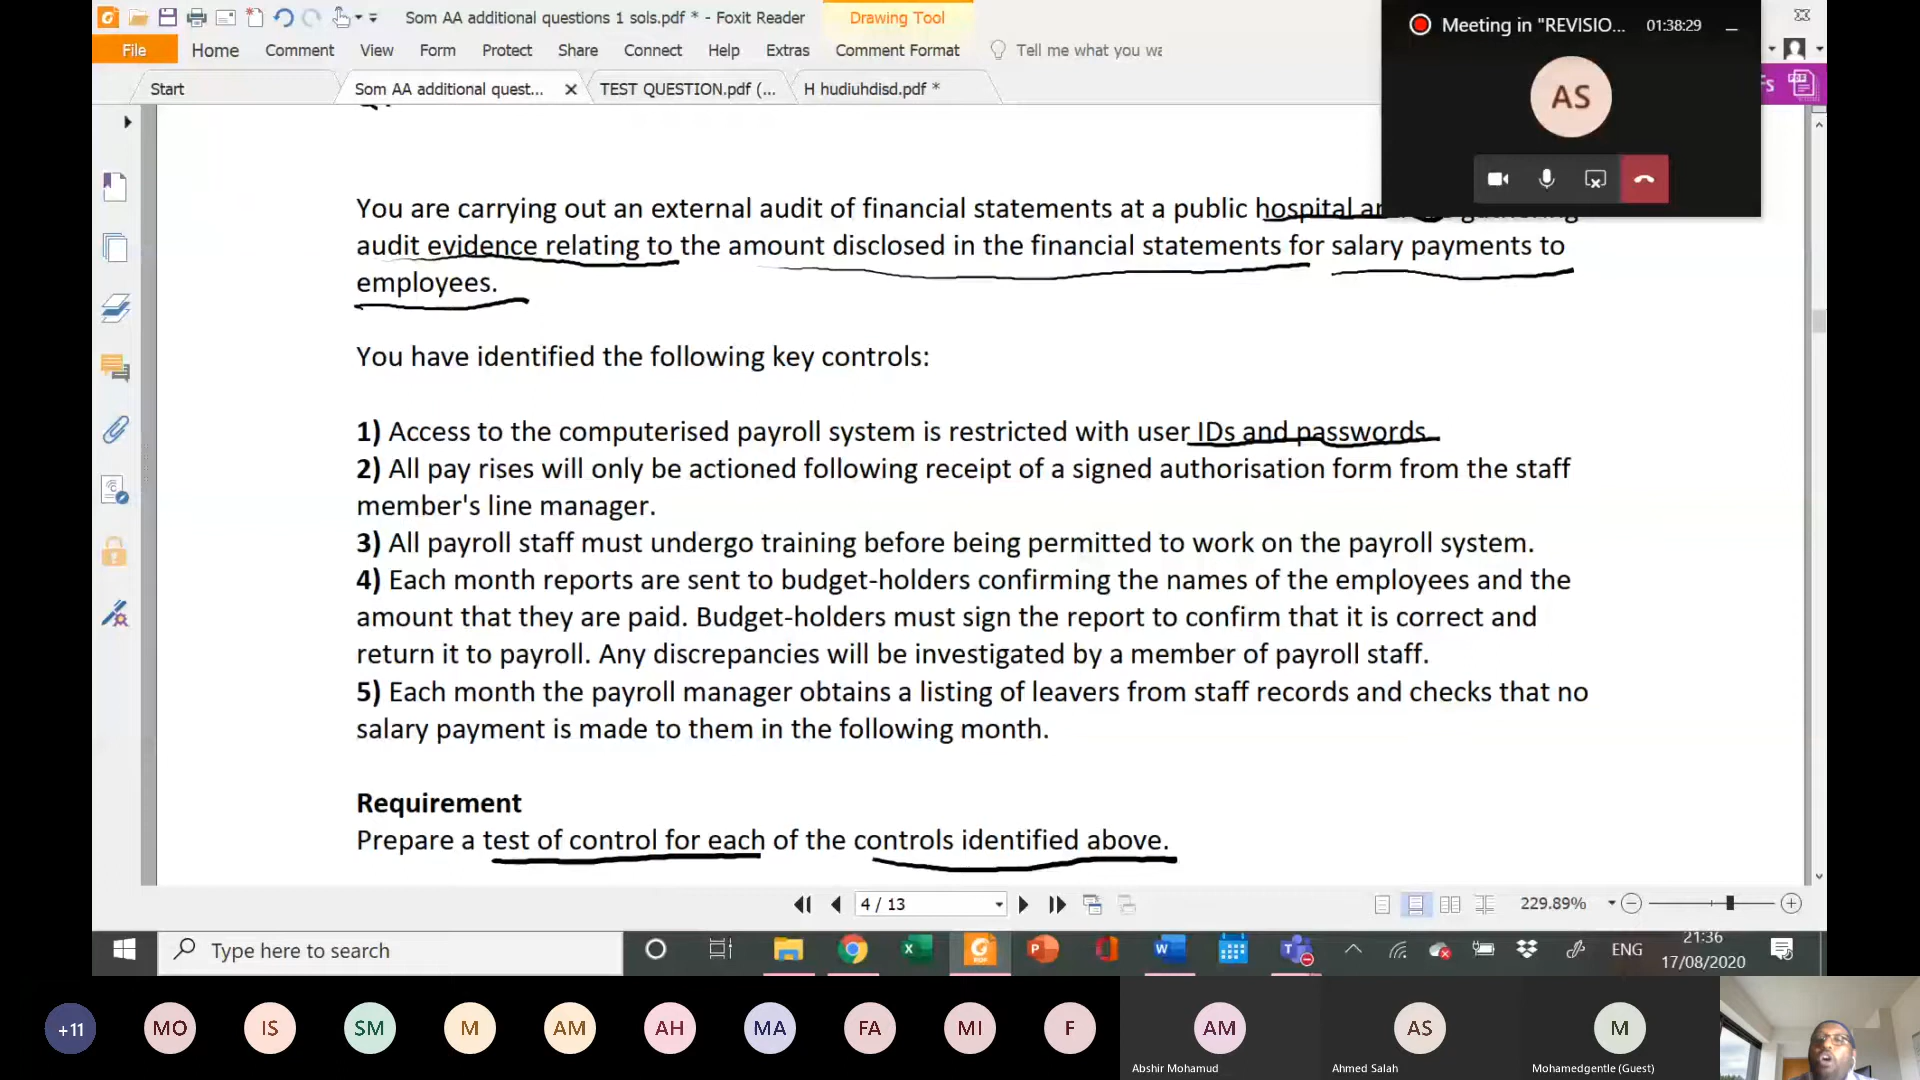 Som AA additional questions 1 sols.pdf * - Foxit Reader
Drawing Tool
Meeting in "REVISIO...
01:38:29
File
Home
Comment
View
Form
Protect
Share
Connect
Help
Extras
Comment Format
Tell me what you wa
AS
Start
Som AA additional quest...
TEST QUESTION.pdf (...
H hudiuhdisd.pdf *
You are carrying out an external audit of financial statements at a public hospital
audit evidence relating to the amount disclosed in the financial statements for salary payments to
employees.
You have identified the following key controls:
1) Access to the computerised payroll system is restricted with user IDs and passwords
2) All pay rises will only be actioned following receipt of a signed authorisation form from the staff
member's line manager.
3) All payroll staff must undergo training before being permitted to work on the payroll system.
4) Each month reports are sent to budget-holders confirming the names of the employees and the
amount that they are paid. Budget-holders must sign the report to confirm that it is correct and
return it to payroll. Any discrepancies will be investigated by a member of payroll staff.
5) Each month the payroll manager obtains a listing of leavers from staff records and checks that no
salary payment is made to them in the following month.
Requirement
Prepare a test of control for each of the controls identified above.
4 / 13
229.89%
Type here to search
ENG
21:36
17/08/2020
+11
MO
IS
SM
M
AM
AH
MA
FA
MI
F
AM
AS
M
Abshir Mohamud
Ahmed Salah
Mohamedgentle (Guest)